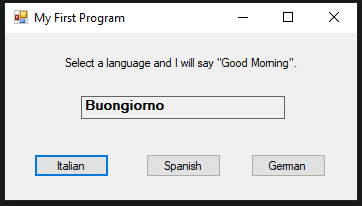 My First Program
Select a language and I will say "Good Morning".
Buongiorno
Italian Spanish German